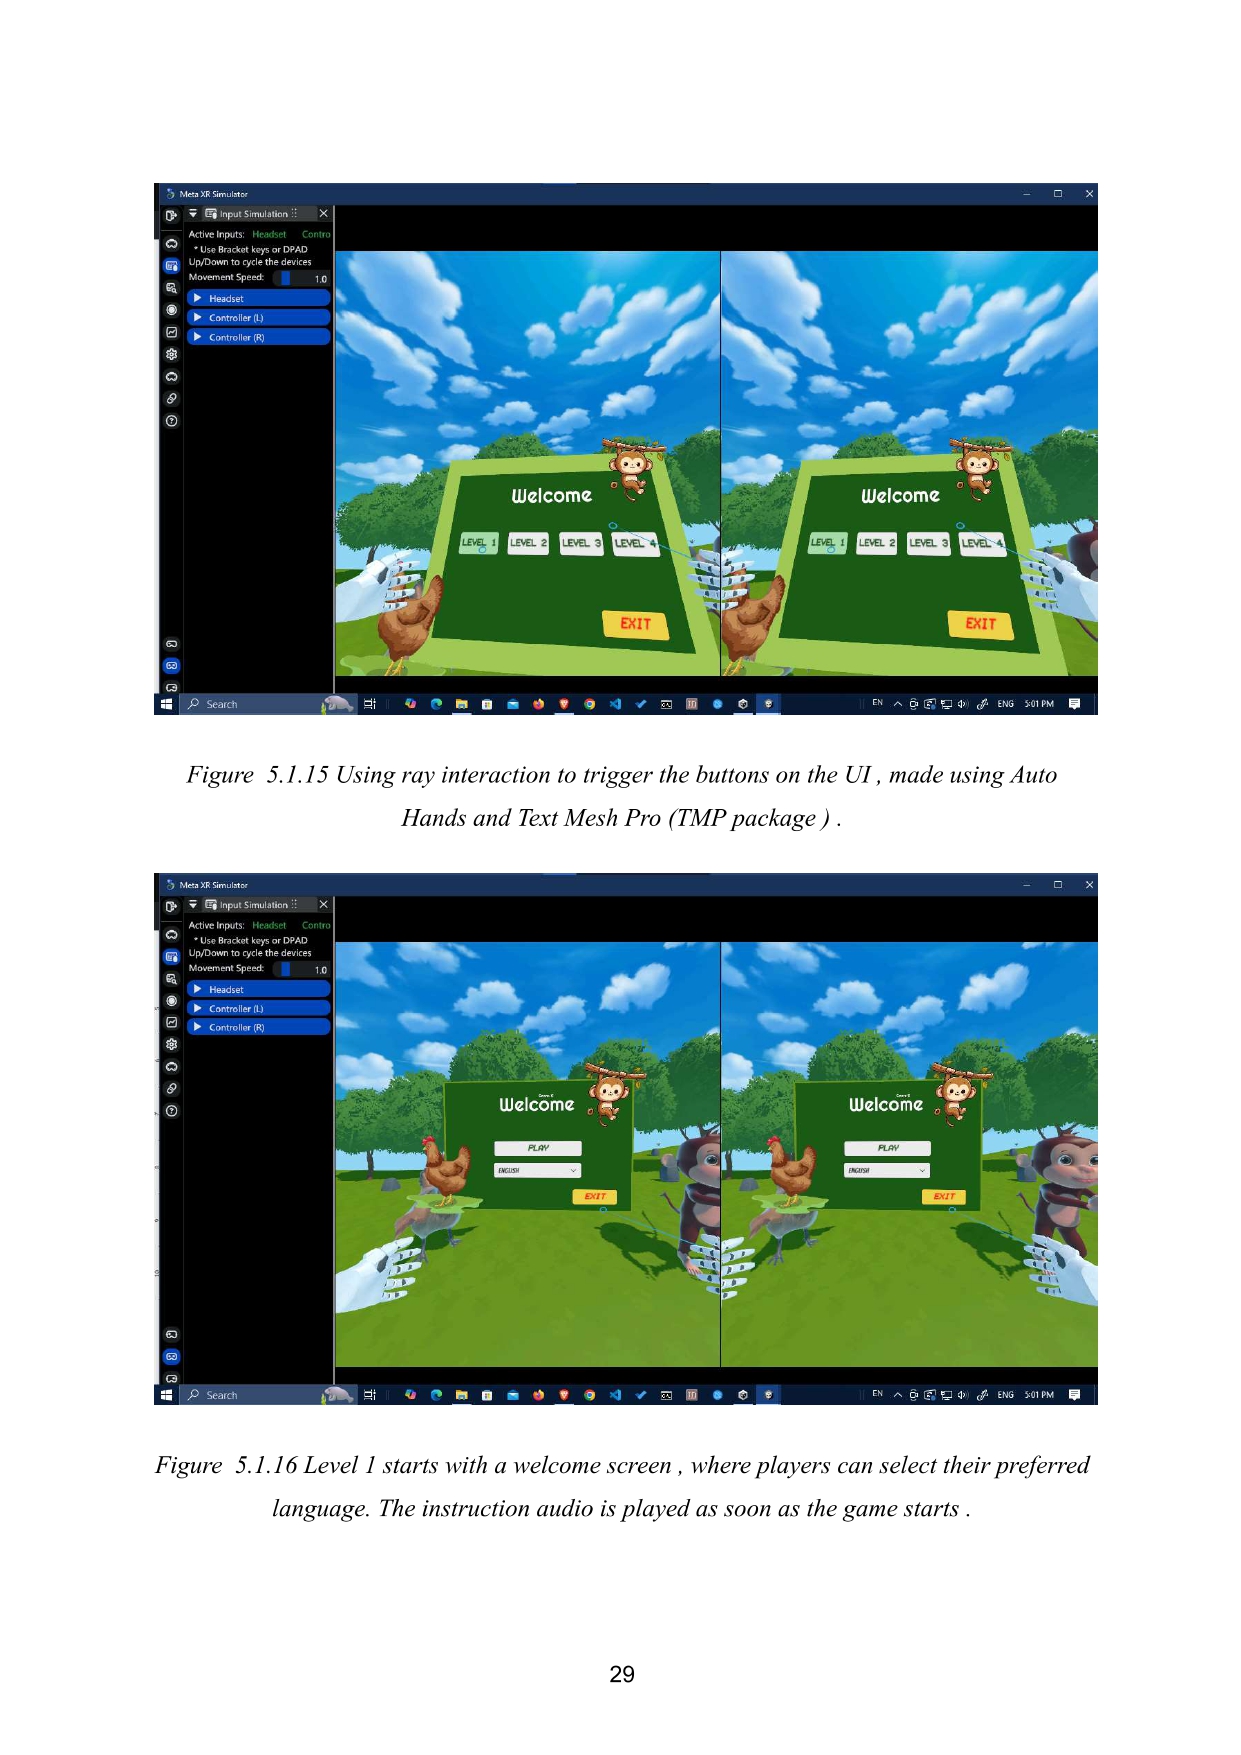 Meta XR Simulator
Input Simulation
Active Inputs: Headset Contro
* Use Bracket keys or DPAD
Up/Down to cycle the devices
Movement Speed: 1.0
Headset
Controller (L)
Controller (R)
Welcome Welcome
LEVEL 1 LEVEL 2 LEVEL 3 LEVEL 4 LEVEL 1 LEVEL 2 LEVEL 3 LEVEL 4
EXIT EXIT
Search EN ENG 5:01 PM
Figure 5.1.15 Using ray interaction to trigger the buttons on the UI , made using Auto
Hands and Text Mesh Pro (TMP package ) .
Meta XR Simulator
Input Simulation
Active Inputs: Headset Contro
* Use Bracket keys or DPAD
Up/Down to cycle the devices
Movement Speed: 1.0
Headset
Controller (L)
Controller (R)
Welcome Welcome
PLAY PLAY
ENGLISH ENGLISH
EXIT EXIT
Search EN ENG 5:01 PM
Figure 5.1.16 Level 1 starts with a welcome screen , where players can select their preferred
language. The instruction audio is played as soon as the game starts .
29